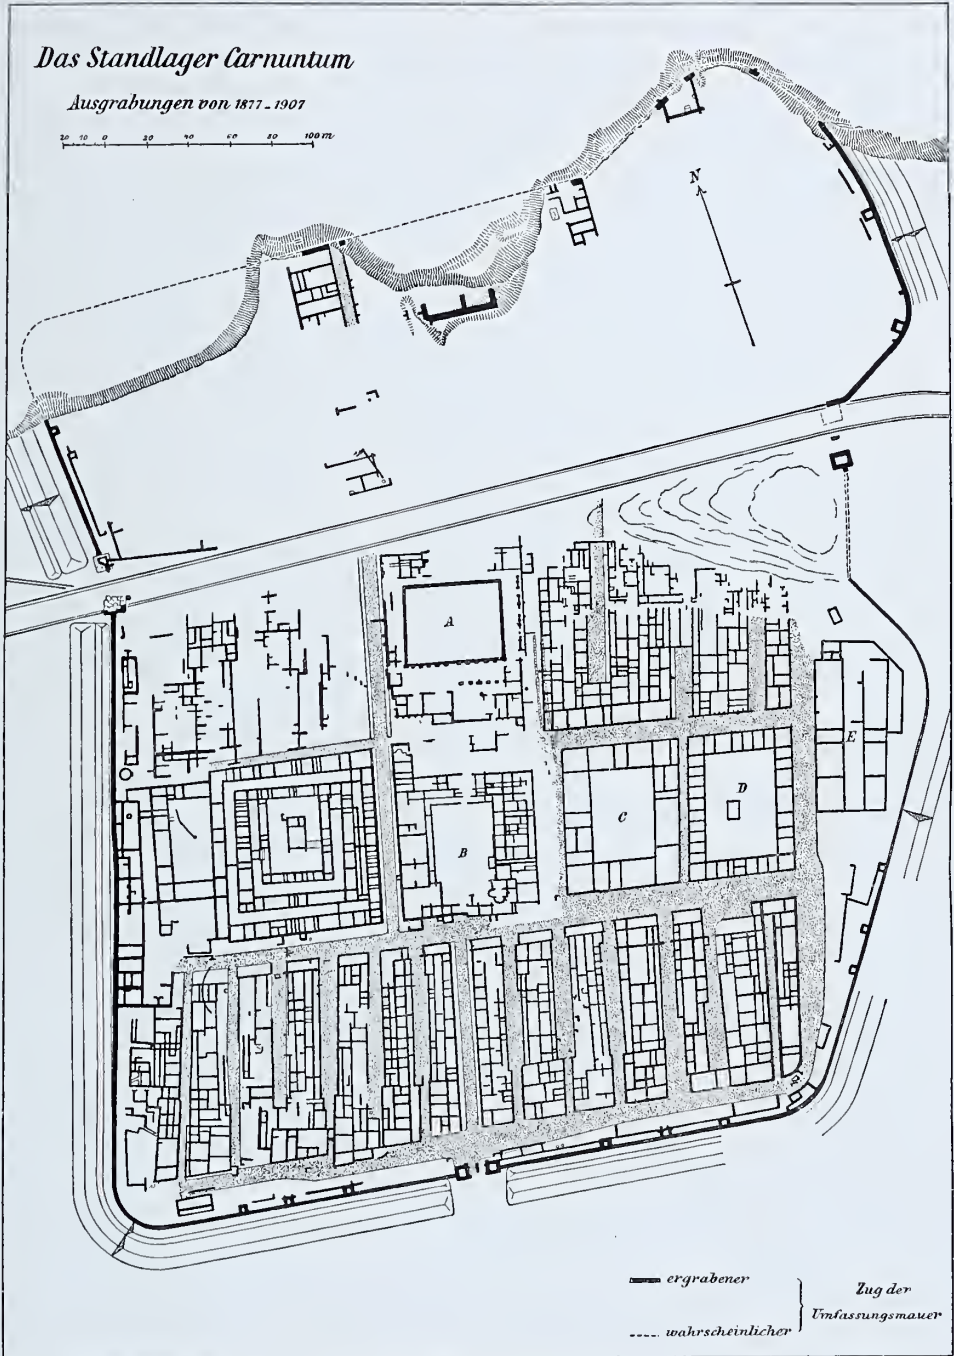 Das Standlager Carnuntum
Ausgrabungen von 1877-1907
20 10 0 20 40 60 80 100 m
N
A
E
D
C
B
ergrabener
Zug der
Umfassungsmauer
wahrscheinlicher